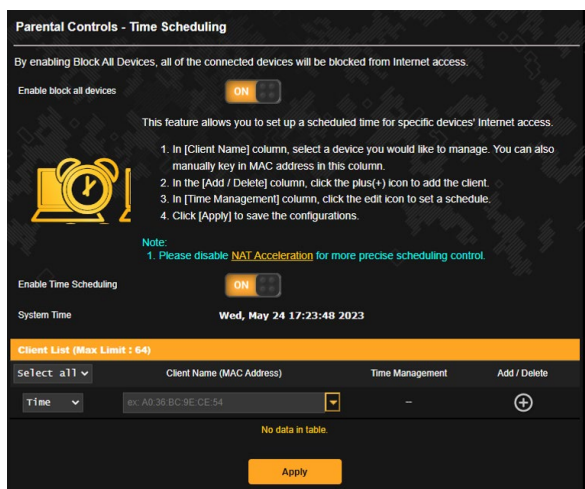 Parental Controls - Time Scheduling
By enabling Block All Devices, all of the connected devices will be blocked from Internet access.
Enable block all devices
ON
This feature allows you to set up a scheduled time for specific devices' Internet access.
1. In [Client Name] column, select a device you would like to manage. You can also
manually key in MAC address in this column.
2. In the [Add / Delete] column, click the plus(+) icon to add the client.
3. In [Time Management] column, click the edit icon to set a schedule.
4. Click [Apply] to save the configurations.
Note:
1. Please disable NAT Acceleration for more precise scheduling control.
Enable Time Scheduling
ON
System Time
Wed, May 24 17:23:48 2023
Client List (Max Limit : 64)
Select all
Client Name (MAC Address)
Time Management
Add / Delete
Time
ex: A0:36:BC:9E:CE:54
--
No data in table.
Apply